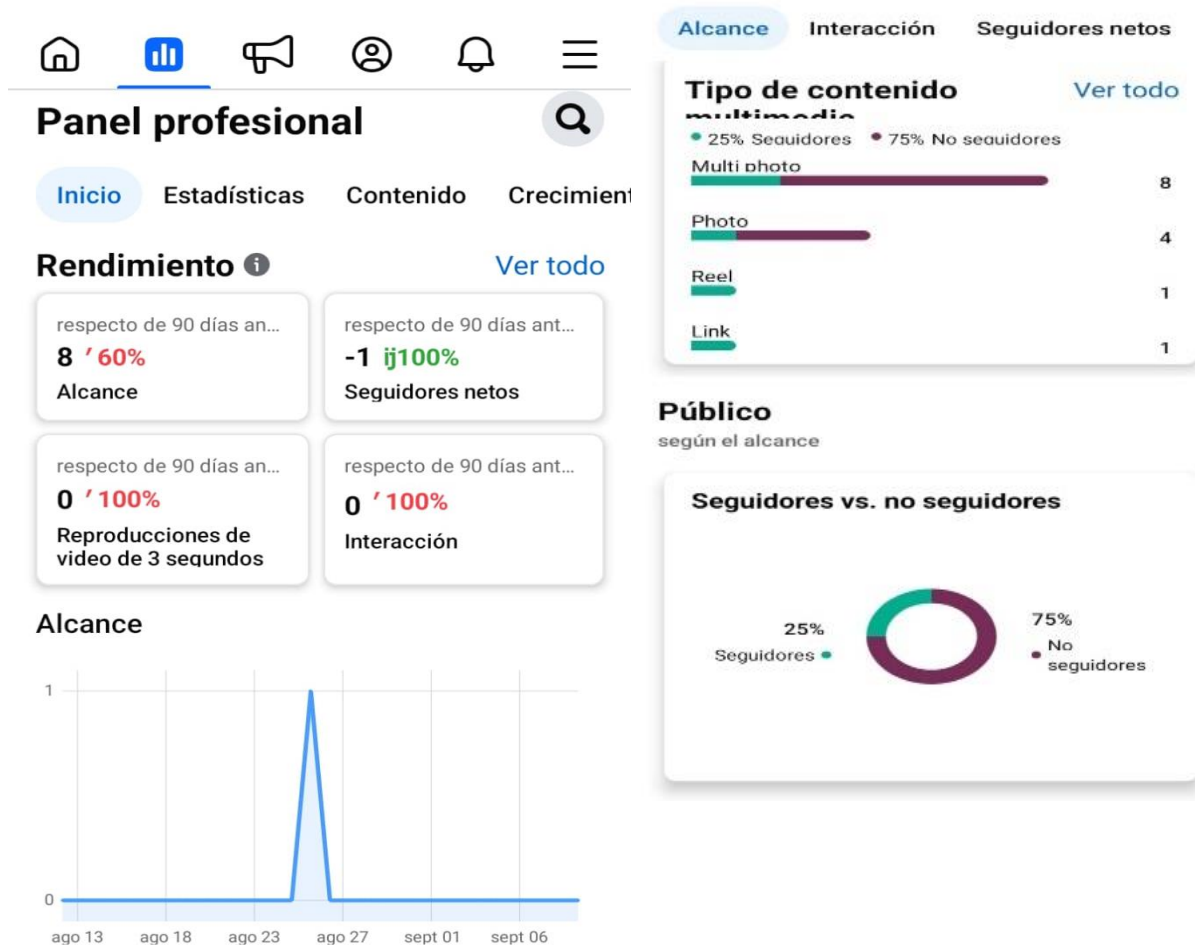 Panel profesional
Inicio Estadísticas Contenido Crecimient
Rendimiento Ver todo
respecto de 90 días an...
8 ′ 60%
Alcance
respecto de 90 días ant...
-1 ij100%
Seguidores netos
respecto de 90 días an...
0 ′ 100%
Reproducciones de
video de 3 segundos
respecto de 90 días ant...
0 ′ 100%
Interacción
Alcance
1
0
ago 13 ago 18 ago 23 ago 27 sept 01 sept 06
Alcance Interacción Seguidores netos
Tipo de contenido Ver todo
multimedia
25% Seguidores 75% No seguidores
Multi photo
8
Photo
4
Reel
1
Link
1
Público
según el alcance
Seguidores vs. no seguidores
25%
Seguidores
75%
No
seguidores